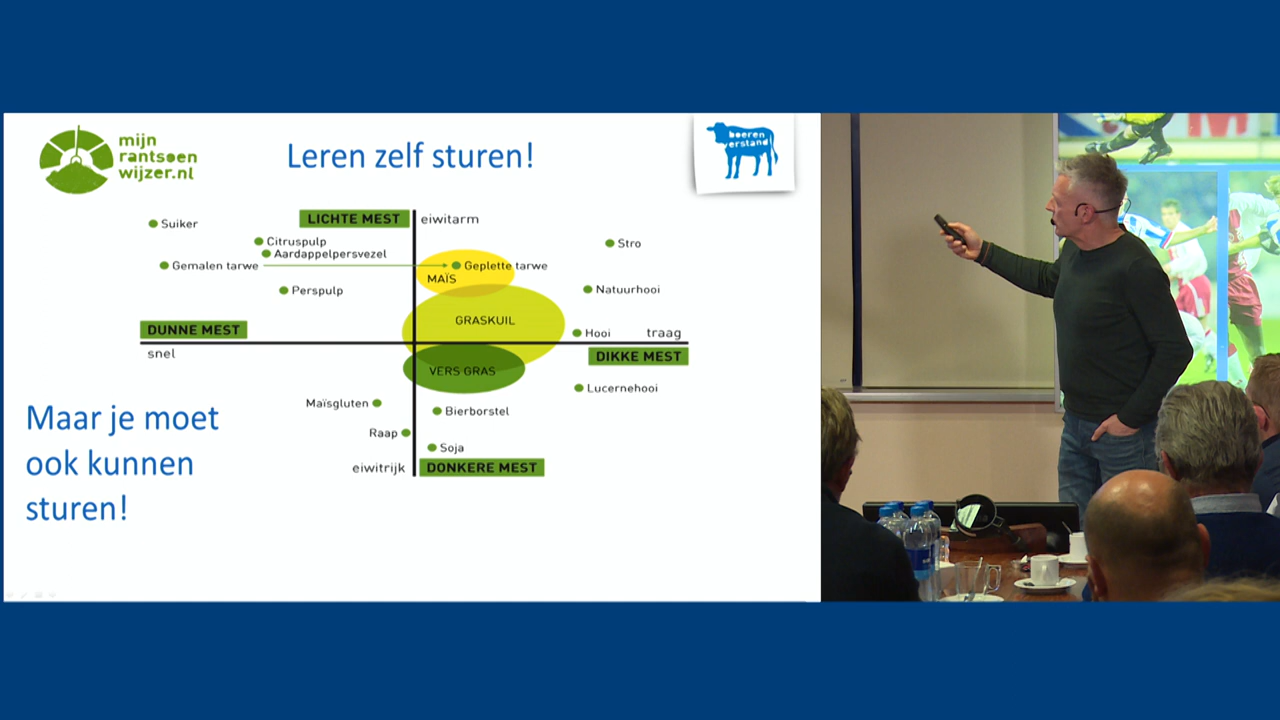 mijn
rantsoen
wijzer.nl
Leren zelf sturen!
boeren
verstand
LICHTE MEST
eiwitarm
Suiker
Citruspulp
Stro
Aardappelpersvezel
Gemalen tarwe
Geplette tarwe
MAÏS
Perspulp
Natuurhooi
GRASKUIL
DUNNE MEST
Hooi
traag
snel
DIKKE MEST
VERS GRAS
Lucernehooi
Maïsgluten
Bierborstel
Raap
Soja
eiwitrijk
DONKERE MEST
Maar je moet
ook kunnen
sturen!